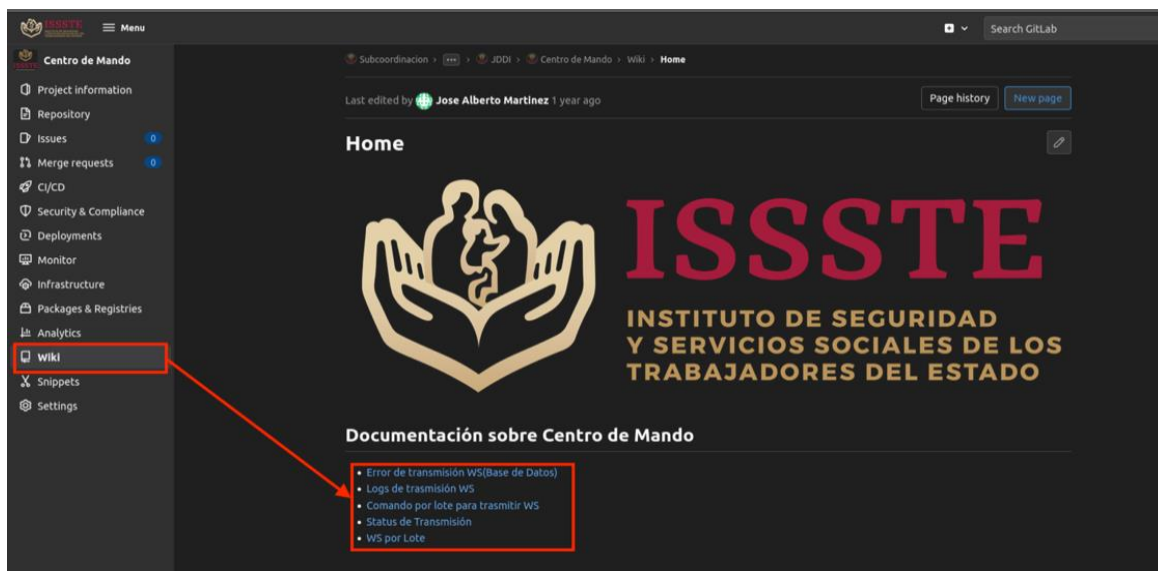 ISSSTE
Menu
Search GitLab
Centro de Mando
Project information
Repository
Issues 0
Merge requests 0
CI/CD
Security & Compliance
Deployments
Monitor
Infrastructure
Packages & Registries
Analytics
Wiki
Snippets
Settings
Subcoordinacion › ••• › JDDI › Centro de Mando › Wiki › Home
Last edited by Jose Alberto Martinez 1 year ago
Page history
New page
Home
ISSSTE
INSTITUTO DE SEGURIDAD
Y SERVICIOS SOCIALES DE LOS
TRABAJADORES DEL ESTADO
Documentación sobre Centro de Mando
• Error de transmisión WS(Base de Datos)
• Logs de trasmisión WS
• Comando por lote para trasmitir WS
• Status de Transmisión
• WS por Lote